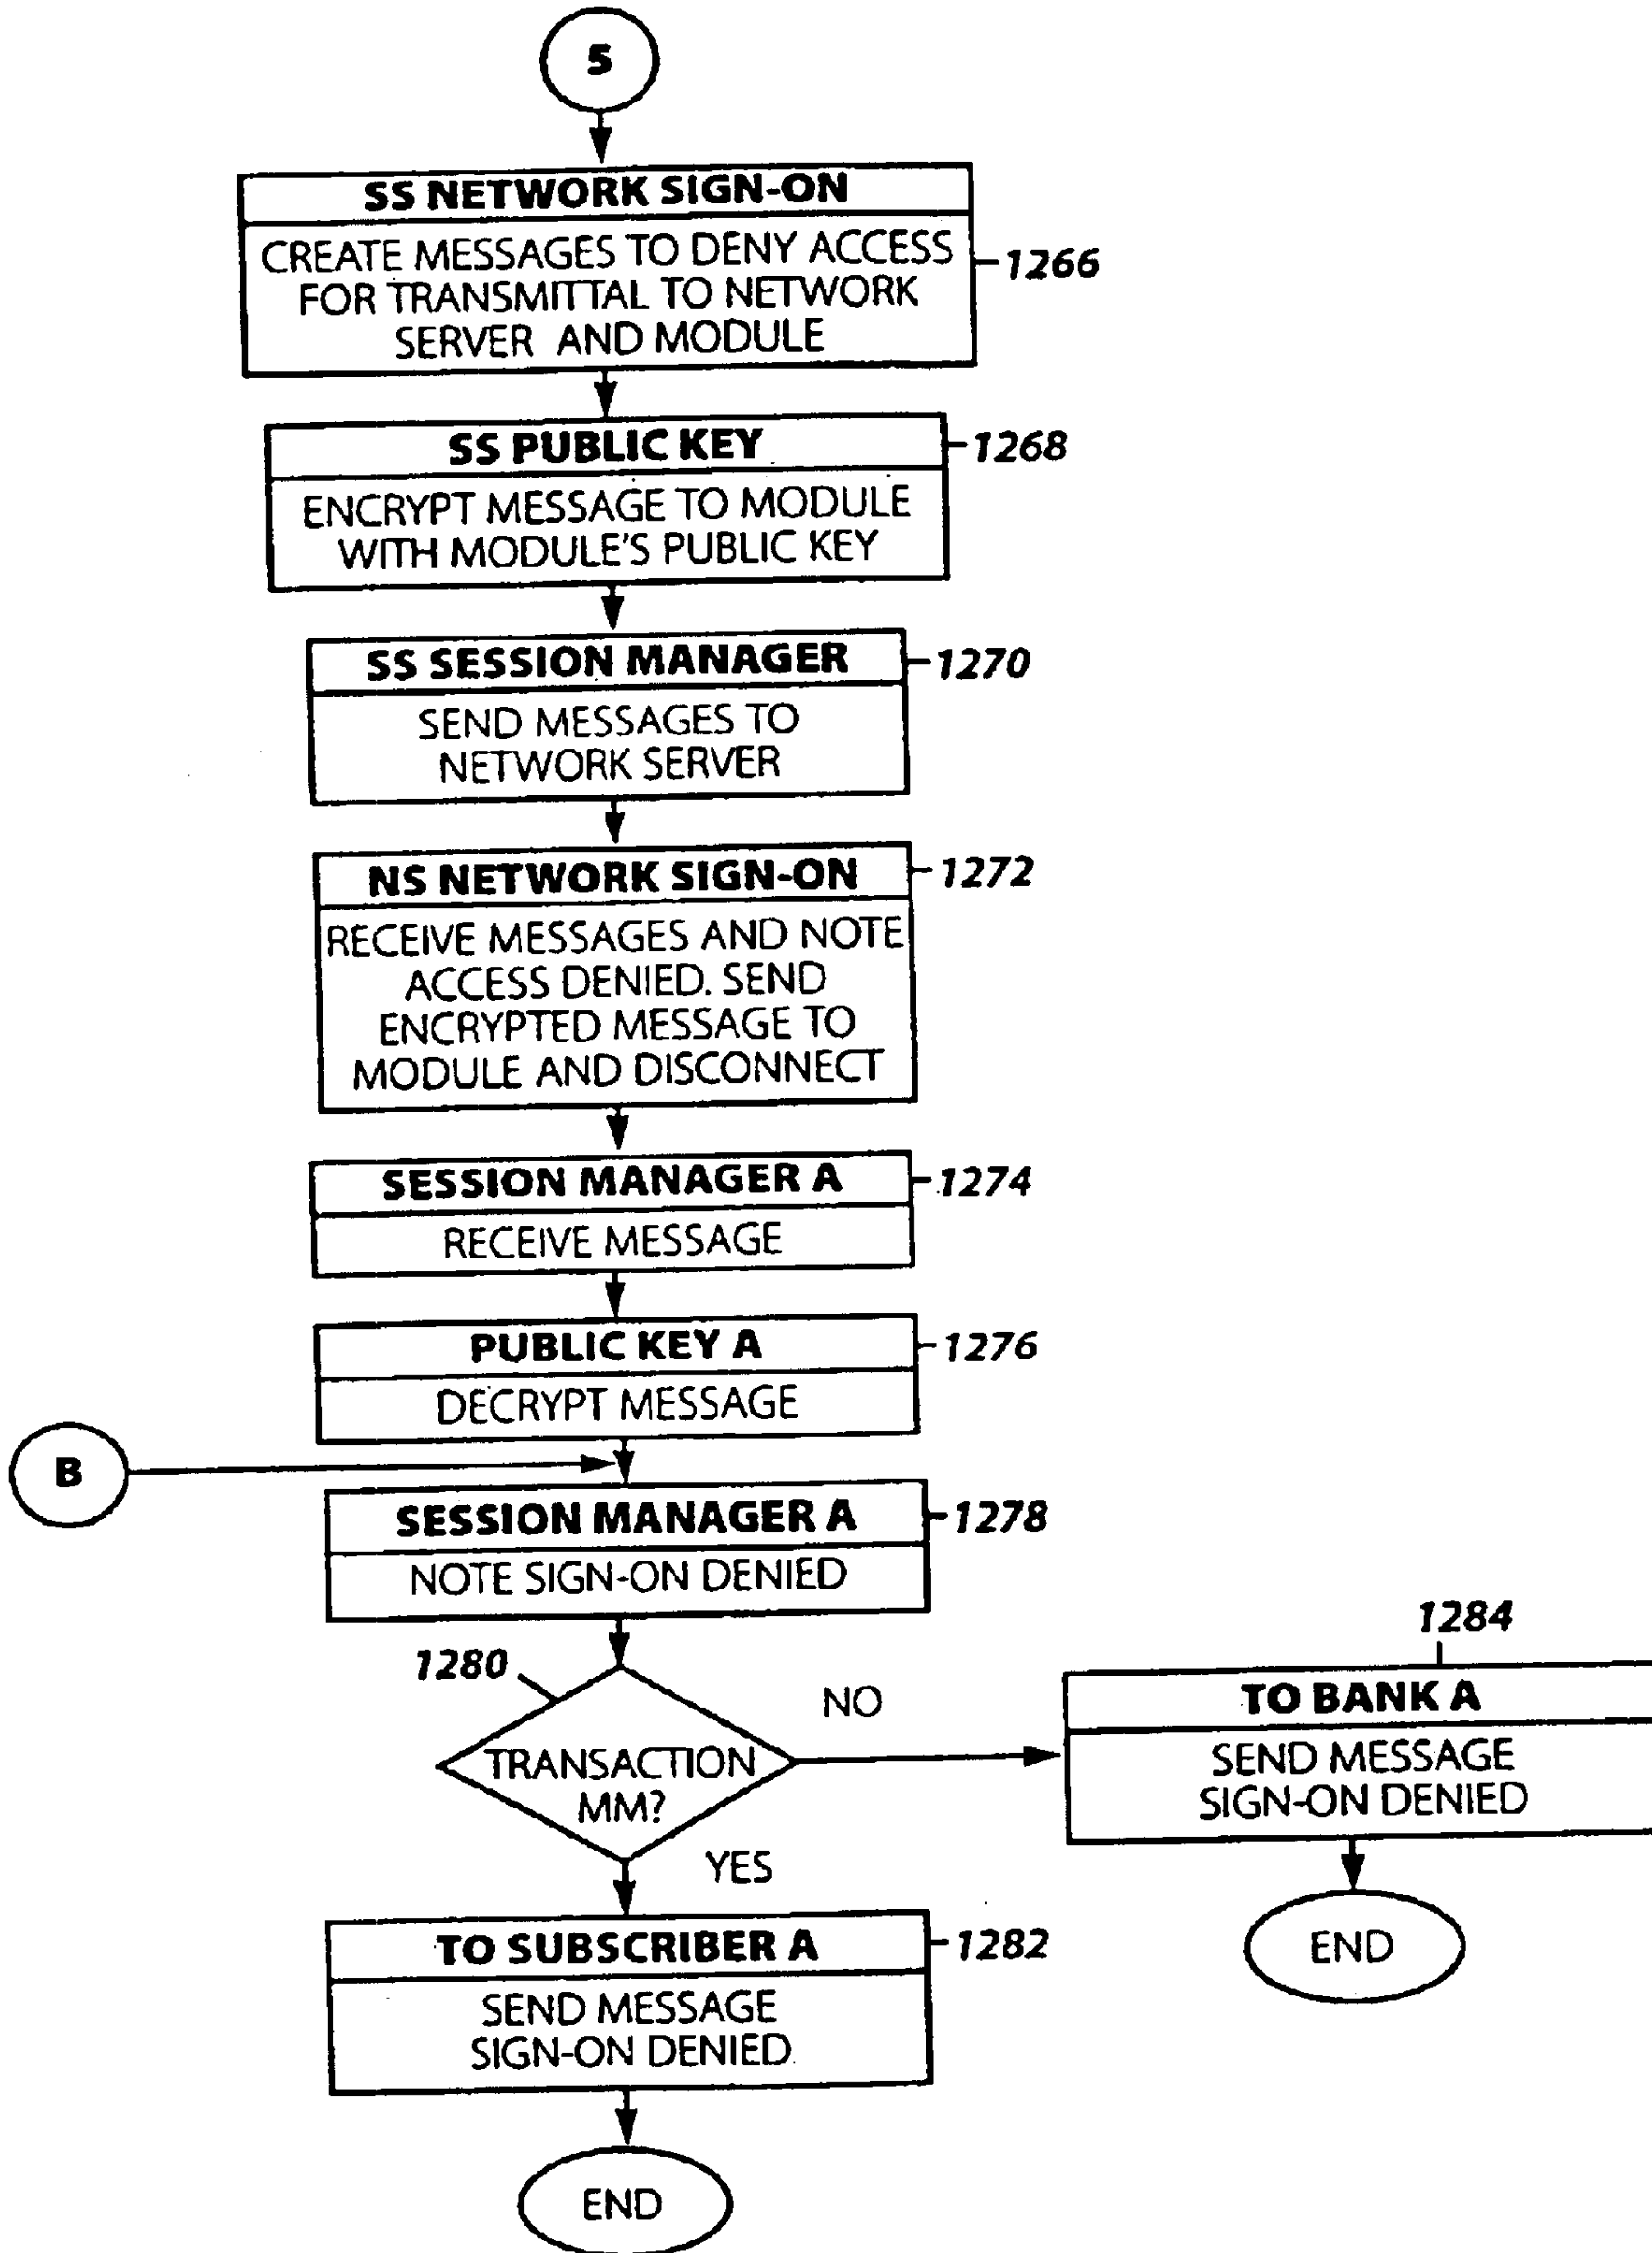 5
SS NETWORK SIGN-ON
CREATE MESSAGES TO DENY ACCESS
FOR TRANSMITTAL TO NETWORK
SERVER AND MODULE
1266
SS PUBLIC KEY
1268
ENCRYPT MESSAGE TO MODULE
WITH MODULE'S PUBLIC KEY
SS SESSION MANAGER
1270
SEND MESSAGES TO
NETWORK SERVER
NS NETWORK SIGN-ON
1272
RECEIVE MESSAGES AND NOTE
ACCESS DENIED. SEND
ENCRYPTED MESSAGE TO
MODULE AND DISCONNECT
SESSION MANAGER A
1274
RECEIVE MESSAGE
PUBLIC KEY A
1276
DECRYPT MESSAGE
B
SESSION MANAGER A
1278
NOTE SIGN-ON DENIED
1280
TRANSACTION
MM?
NO
YES
1284
TO BANK A
SEND MESSAGE
SIGN-ON DENIED
END
TO SUBSCRIBER A
1282
SEND MESSAGE
SIGN-ON DENIED
END